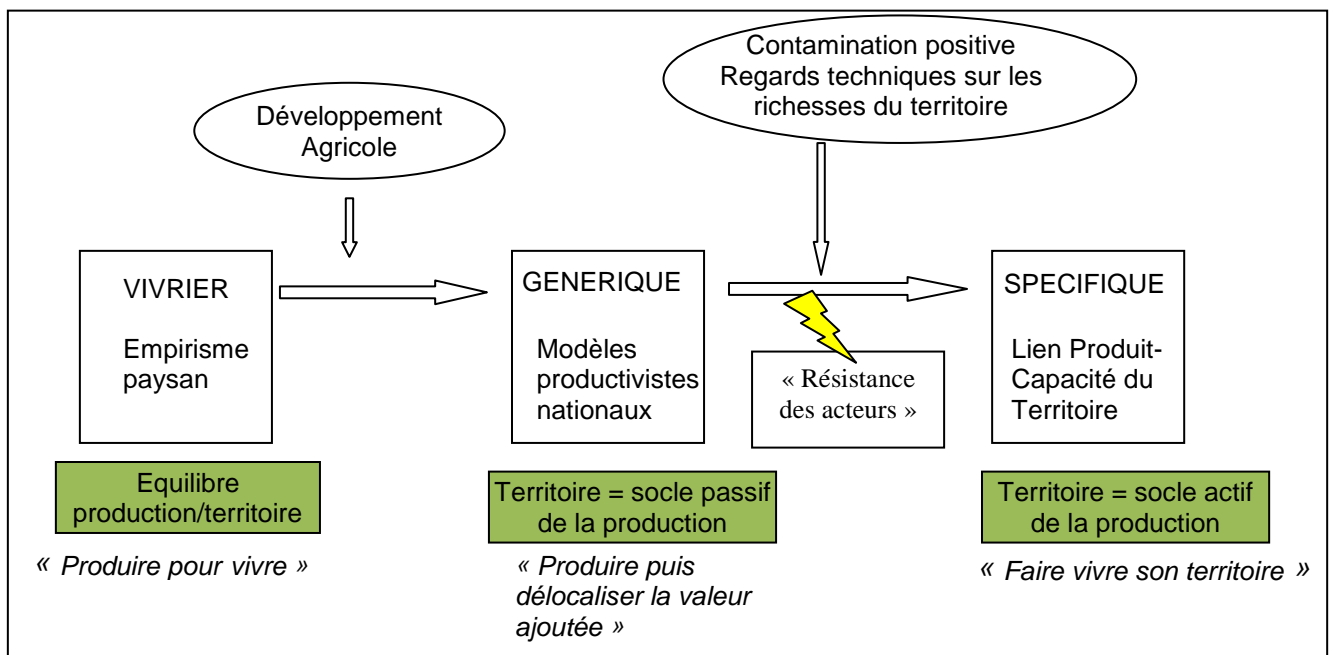 Contamination positive
Regards techniques sur les
richesses du territoire
Développement
Agricole
VIVRIER
Empirisme
paysan
GENERIQUE
Modèles
productivistes
nationaux
« Résistance
des acteurs »
SPECIFIQUE
Lien Produit-
Capacité du
Territoire
Equilibre
production/territoire
Territoire = socle passif
de la production
Territoire = socle actif
de la production
« Produire pour vivre »
« Produire puis
délocaliser la valeur
ajoutée »
« Faire vivre son territoire »